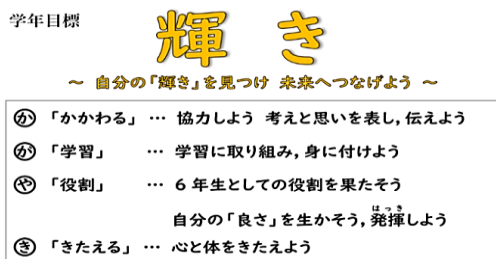 学年目標
輝き
～ 自分の「輝き」を見つけ 未来へつなげよう ～
か 「かかわる」 … 協力しよう 考えと思いを表し，伝えよう
が 「学習」 … 学習に取り組み，身に付けよう
や 「役割」 … 6年生としての役割を果たそう
はっき
自分の「良さ」を生かそう，発揮しよう
き 「きたえる」 … 心と体をきたえよう